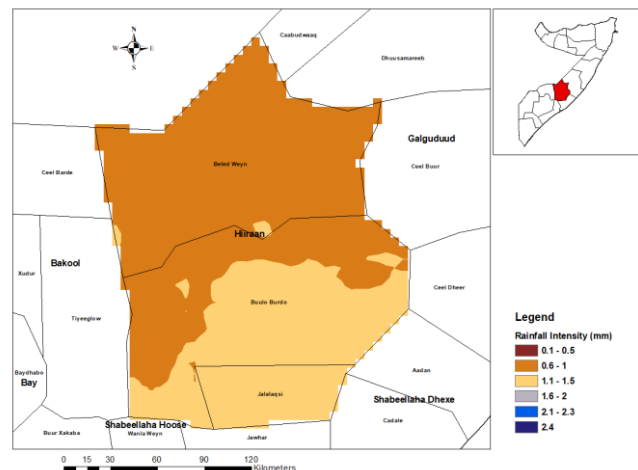 N
W E
S
Caabudwaaq
Dhuusamareeb
Galguduud
Ceel Barde
Beled Weyn
Ceel Buur
Hiiraan
Bakool
Xudur
Tiyeeglow
Buulo Burde
Ceel Dheer
Baydhabo
Bay
Aadan
Jalalaqsi
Shabeellaha Dhexe
Shabeellaha Hoose
Cadale
Buur Xakaba
Wanla Weyn
Jawhar
0 15 30 60 90 120
Kilometers
Legend
Rainfall Intensity (mm)
0.1 - 0.5
0.6 - 1
1.1 - 1.5
1.6 - 2
2.1 - 2.3
2.4